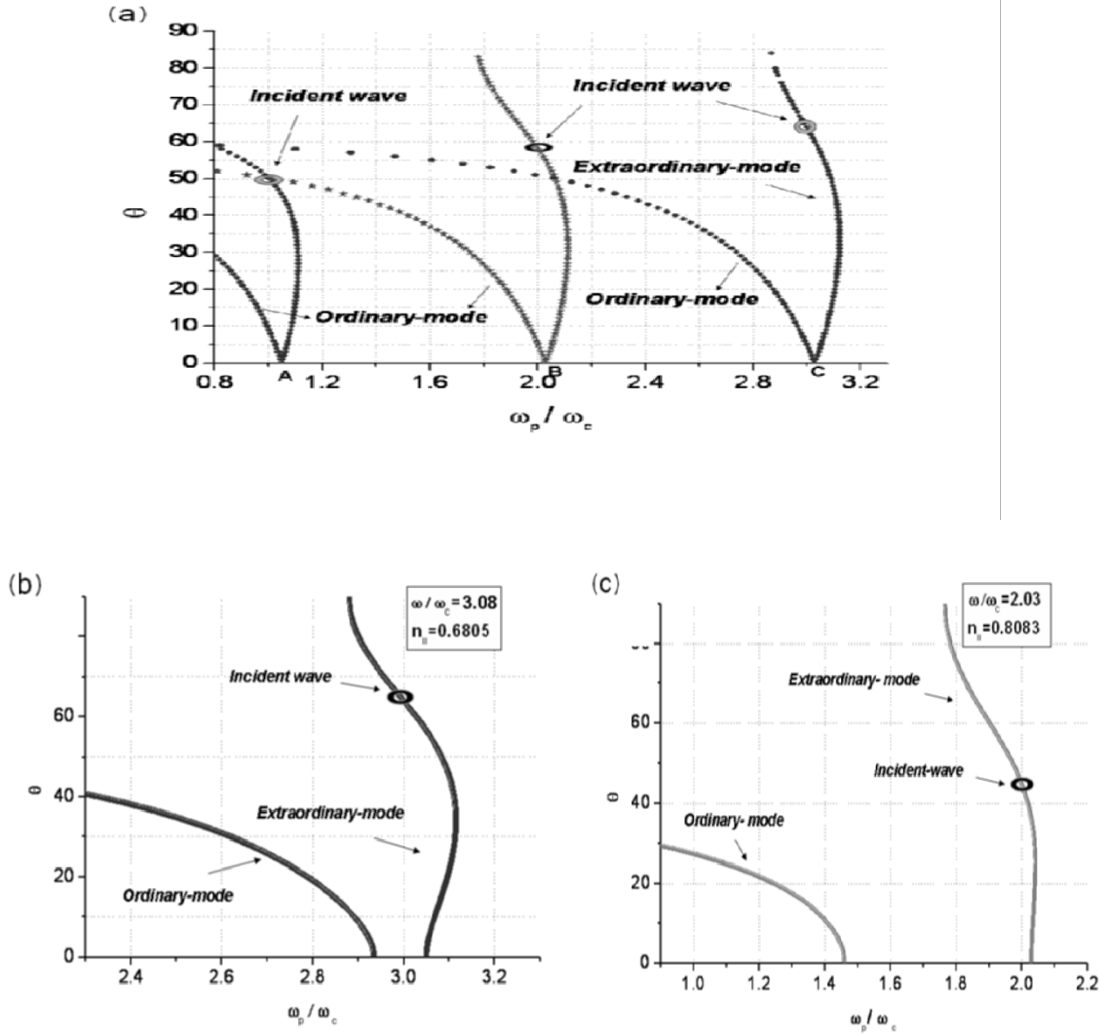 (a)
90
80
70
60
50
40
30
20
10
0
θ
Incident wave
Incident wave
Extraordinary-mode
Ordinary-mode
Ordinary-mode
A
B
C
0.8 1.2 1.6 2.0 2.4 2.8 3.2
ωp / ωc
(b)
ω / ωc =3.08
n|| =0.6805
Incident wave
Extraordinary-mode
Ordinary-mode
60
40
20
0
θ
2.4 2.6 2.8 3.0 3.2
ωp / ωc
(c)
ω/ωc=2.03
n||=0.8083
Extraordinary- mode
Incident-wave
Ordinary- mode
60
40
20
0
θ
1.0 1.2 1.4 1.6 1.8 2.0 2.2
ωp / ωc